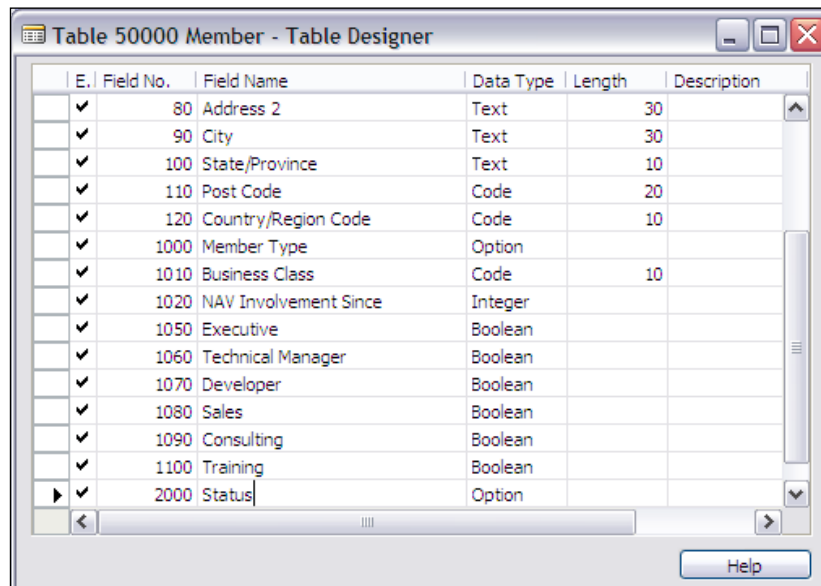 Table 50000 Member - Table Designer
E. Field No. Field Name Data Type Length Description
80 Address 2 Text 30
90 City Text 30
100 State/Province Text 10
110 Post Code Code 20
120 Country/Region Code Code 10
1000 Member Type Option
1010 Business Class Code 10
1020 NAV Involvement Since Integer
1050 Executive Boolean
1060 Technical Manager Boolean
1070 Developer Boolean
1080 Sales Boolean
1090 Consulting Boolean
1100 Training Boolean
2000 Status Option
Help